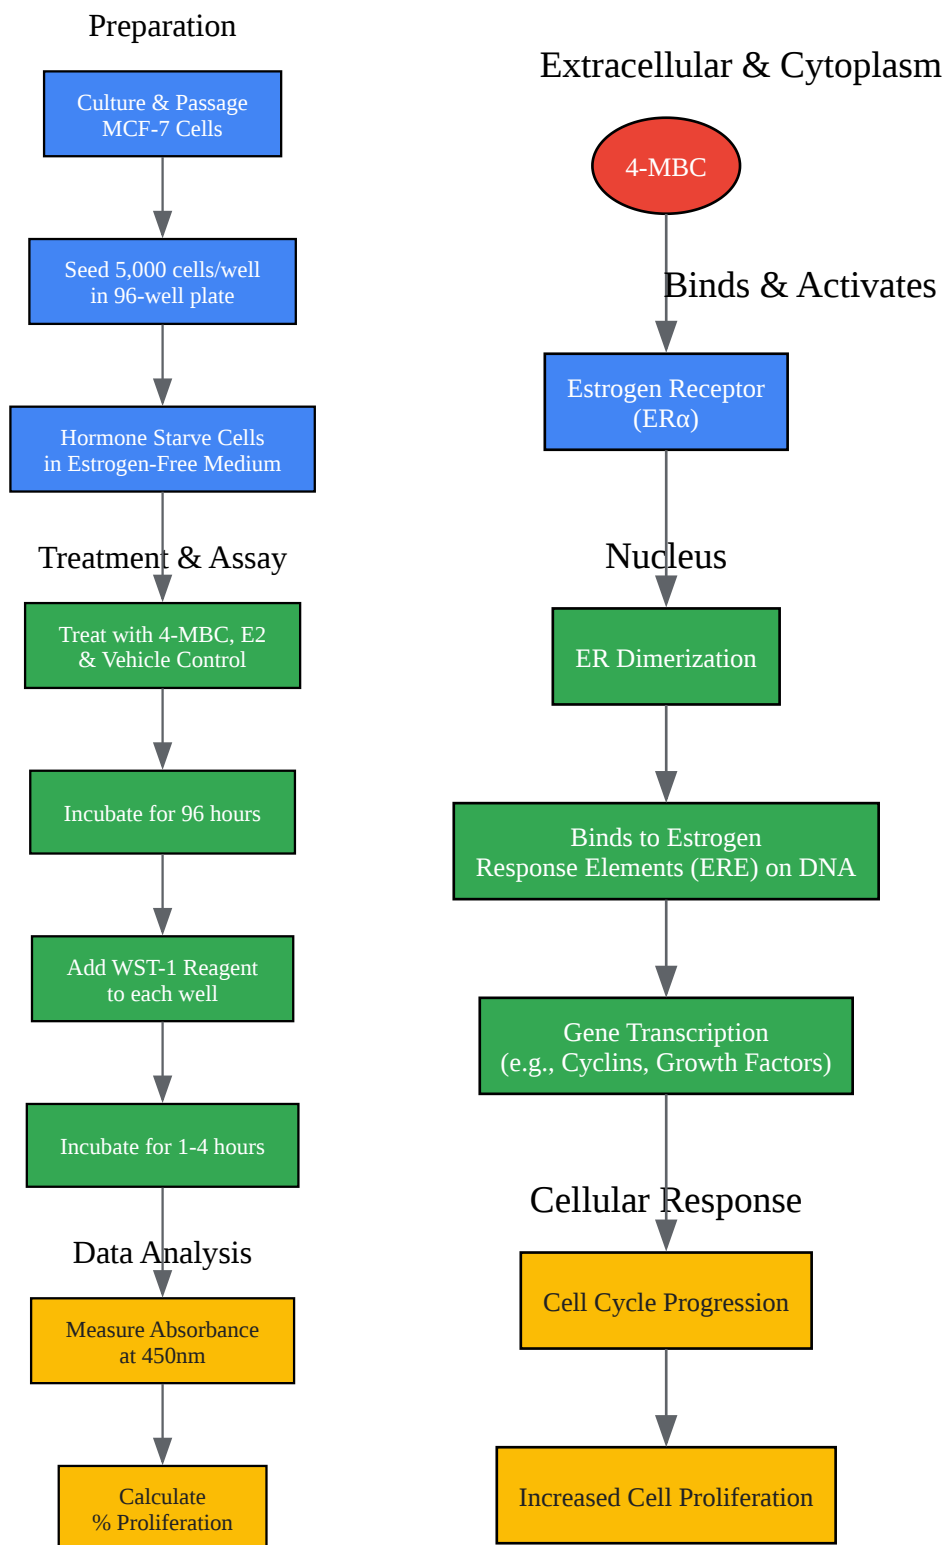 Preparation
Culture & Passage
MCF-7 Cells
Seed 5,000 cells/well
in 96-well plate
Hormone Starve Cells
in Estrogen-Free Medium
Treatment & Assay
Treat with 4-MBC, E2
& Vehicle Control
Incubate for 96 hours
Add WST-1 Reagent
to each well
Incubate for 1-4 hours
Data Analysis
Measure Absorbance
at 450nm
Calculate
% Proliferation
Extracellular & Cytoplasm
4-MBC
Binds & Activates
Estrogen Receptor
(ERα)
Nucleus
ER Dimerization
Binds to Estrogen
Response Elements (ERE) on DNA
Gene Transcription
(e.g., Cyclins, Growth Factors)
Cellular Response
Cell Cycle Progression
Increased Cell Proliferation